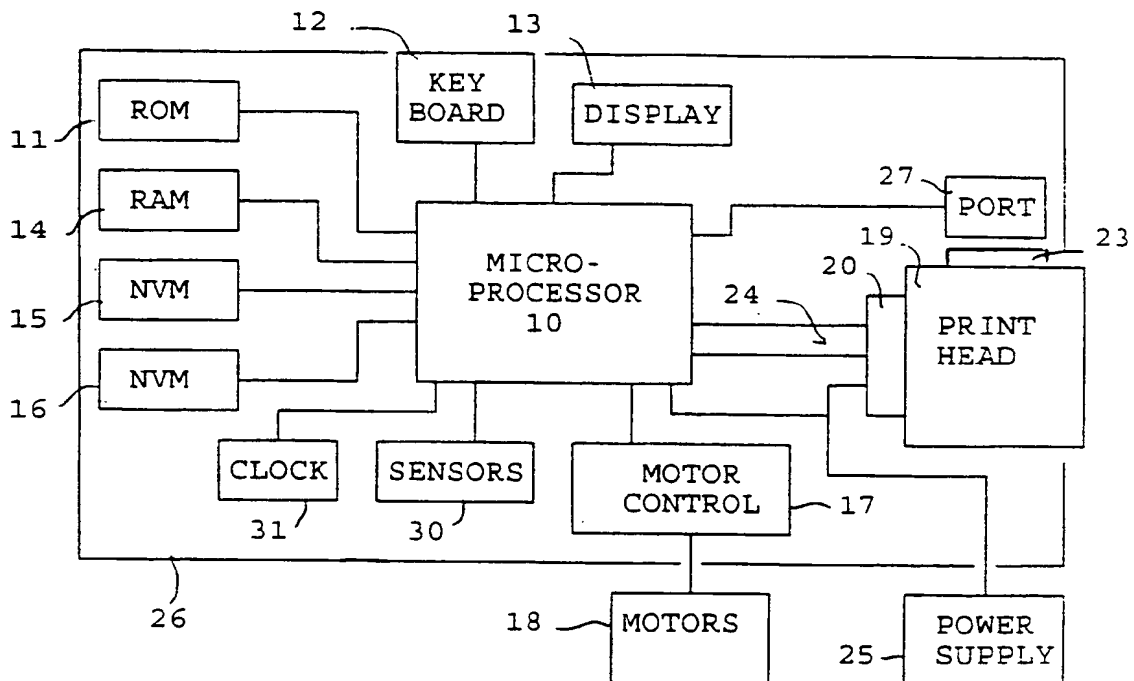 12
13
KEY
BOARD
DISPLAY
ROM
11
RAM
14
NVM
15
NVM
16
MICRO-
PROCESSOR
10
27
PORT
19
23
20
24
PRINT
HEAD
CLOCK
31
SENSORS
30
MOTOR
CONTROL
17
26
18
MOTORS
25
POWER
SUPPLY